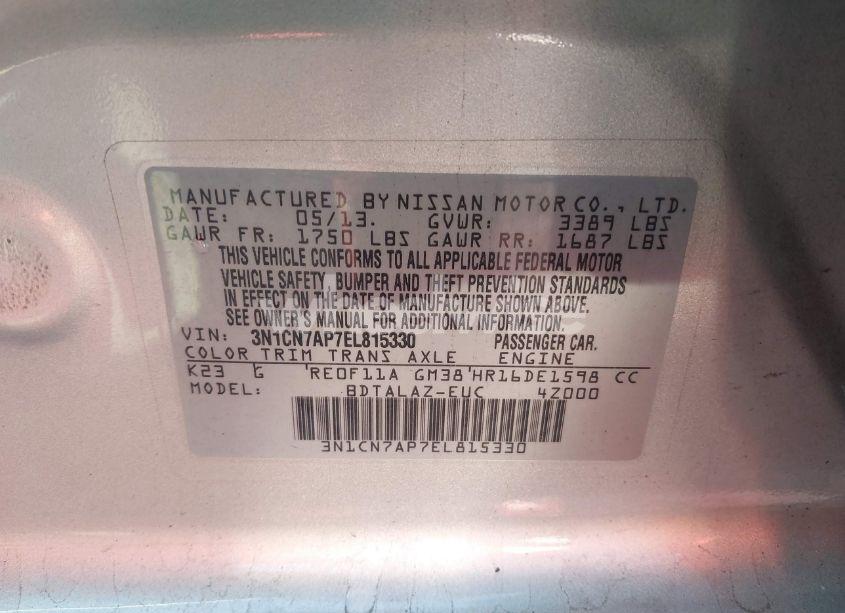 MANUFACTURED BY NISSAN MOTOR CO., LTD.
DATE: 05/13. GVWR: 3389 LBS
GAWR FR: 1750 LBS GAWR RR: 1687 LBS
THIS VEHICLE CONFORMS TO ALL APPLICABLE FEDERAL MOTOR
VEHICLE SAFETY, BUMPER AND THEFT PREVENTION STANDARDS
IN EFFECT ON THE DATE OF MANUFACTURE SHOWN ABOVE.
SEE OWNER'S MANUAL FOR ADDITIONAL INFORMATION.
VIN: 3N1CN7AP7EL815330 PASSENGER CAR.
COLOR TRIM TRANS AXLE ENGINE
K23 G RE0F11A GM38 HR16DE1598 CC
MODEL: BDTALAZ-EUC 4Z000
3N1CN7AP7EL815330